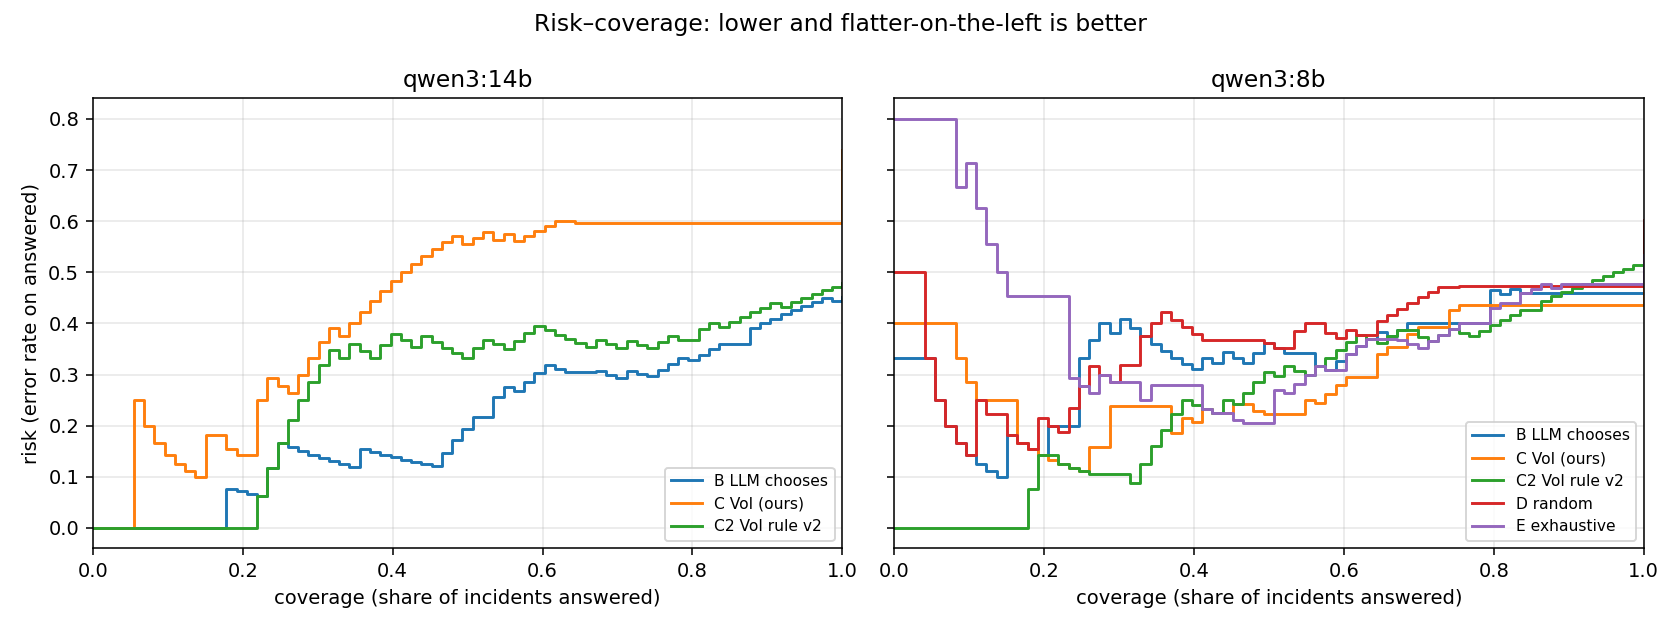 Risk–coverage: lower and flatter-on-the-left is better
qwen3:14b
risk (error rate on answered)
0.8
0.7
0.6
0.5
0.4
0.3
0.2
0.1
0.0
0.0 0.2 0.4 0.6 0.8 1.0
coverage (share of incidents answered)
B LLM chooses
C VoI (ours)
C2 VoI rule v2
qwen3:8b
0.0 0.2 0.4 0.6 0.8 1.0
coverage (share of incidents answered)
B LLM chooses
C VoI (ours)
C2 VoI rule v2
D random
E exhaustive